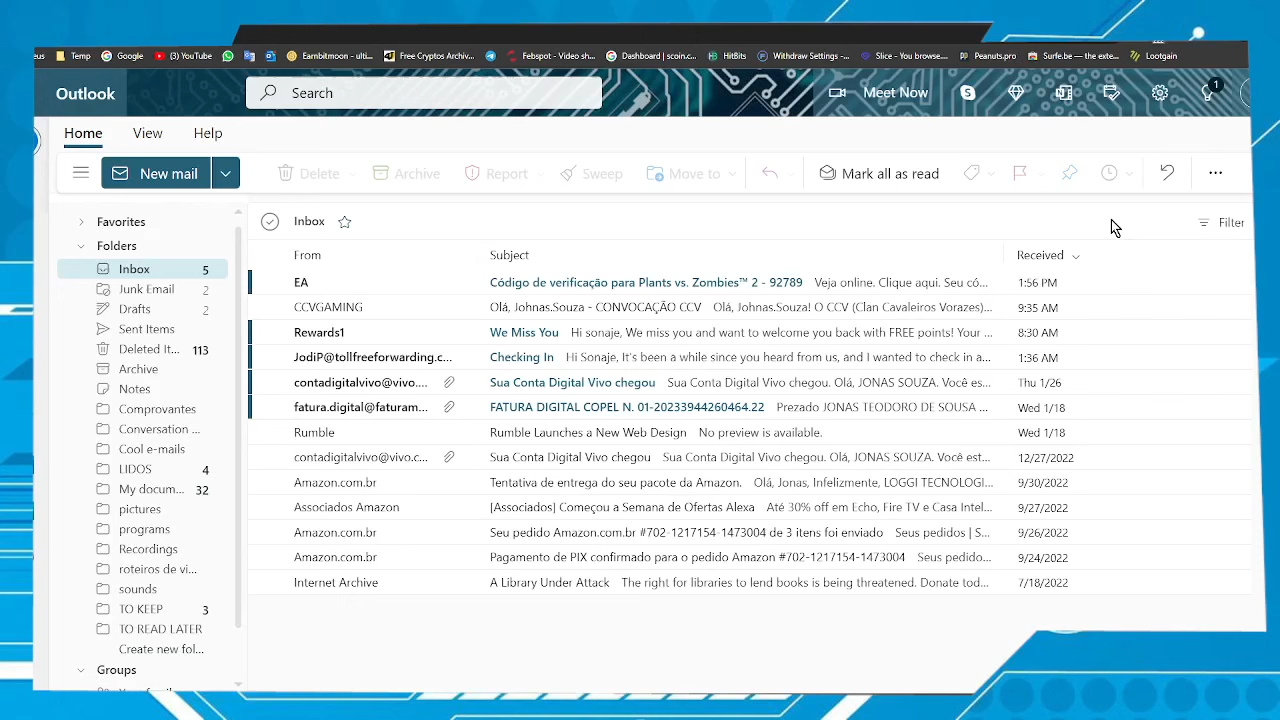 eus Temp Google (3) YouTube Earnbitmoon - ulti... Free Cryptos Archiv... Febspot - Video sh... Dashboard | scoin.c... HitBits Withdraw Settings -... Slice - You browse.... Peanuts.pro Surfe.be — the exte... Lootgain
Outlook Search Meet Now 1
Home View Help
New mail Delete Archive Report Sweep Move to Mark all as read
Favorites
Folders
Inbox 5
Junk Email 2
Drafts 2
Sent Items
Deleted It... 113
Archive
Notes
Comprovantes
Conversation ...
Cool e-mails
LIDOS 4
My docum... 32
pictures
programs
Recordings
roteiros de vi...
sounds
TO KEEP 3
TO READ LATER
Create new fol...
Groups
Inbox Filter
From Subject Received
EA Código de verificação para Plants vs. Zombies™ 2 - 92789 Veja online. Clique aqui. Seu có... 1:56 PM
CCVGAMING Olá, Johnas.Souza - CONVOCAÇÃO CCV Olá, Johnas.Souza! O CCV (Clan Cavaleiros Vorazes)... 9:35 AM
Rewards1 We Miss You Hi sonaje, We miss you and want to welcome you back with FREE points! Your ... 8:30 AM
JodiP@tollfreeforwarding.c... Checking In Hi Sonaje, It's been a while since you heard from us, and I wanted to check in a... 1:36 AM
contadigitalvivo@vivo.... Sua Conta Digital Vivo chegou Sua Conta Digital Vivo chegou. Olá, JONAS SOUZA. Você es... Thu 1/26
fatura.digital@faturam... FATURA DIGITAL COPEL N. 01-20233944260464.22 Prezado JONAS TEODORO DE SOUSA ... Wed 1/18
Rumble Rumble Launches a New Web Design No preview is available. Wed 1/18
contadigitalvivo@vivo.c... Sua Conta Digital Vivo chegou Sua Conta Digital Vivo chegou. Olá, JONAS SOUZA. Você est... 12/27/2022
Amazon.com.br Tentativa de entrega do seu pacote da Amazon. Olá, Jonas, Infelizmente, LOGGI TECNOLOGI... 9/30/2022
Associados Amazon [Associados] Começou a Semana de Ofertas Alexa Até 30% off em Echo, Fire TV e Casa Intel... 9/27/2022
Amazon.com.br Seu pedido Amazon.com.br #702-1217154-1473004 de 3 itens foi enviado Seus pedidos | S... 9/26/2022
Amazon.com.br Pagamento de PIX confirmado para o pedido Amazon #702-1217154-1473004 Seus pedido... 9/24/2022
Internet Archive A Library Under Attack The right for libraries to lend books is being threatened. Donate tod... 7/18/2022